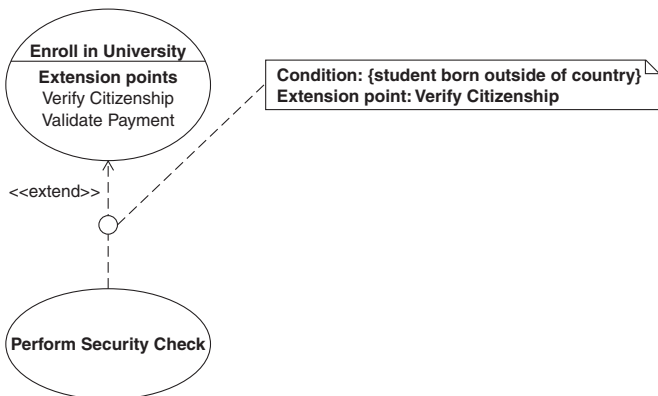 Enroll in University
Extension points
Verify Citizenship
Validate Payment
Condition: {student born outside of country}
Extension point: Verify Citizenship
<<extend>>
Perform Security Check